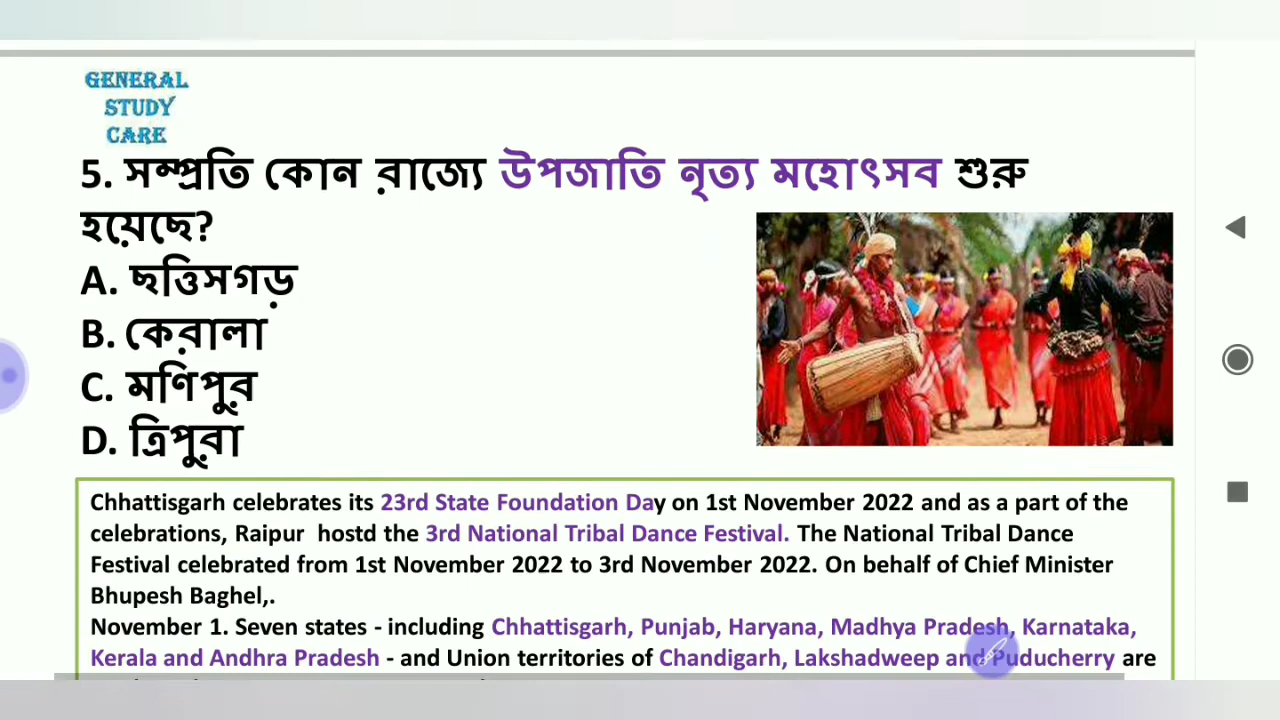 GENERAL
STUDY
CARE
5. সম্প্রতি কোন রাজ্যে উপজাতি নৃত্য মহোৎসব শুরু
হয়েছে?
A. ছত্তিসগড়
B. কেরালা
C. মণিপুর
D. ত্রিপুরা
Chhattisgarh celebrates its 23rd State Foundation Day on 1st November 2022 and as a part of the
celebrations, Raipur hostd the 3rd National Tribal Dance Festival. The National Tribal Dance
Festival celebrated from 1st November 2022 to 3rd November 2022. On behalf of Chief Minister
Bhupesh Baghel,.
November 1. Seven states - including Chhattisgarh, Punjab, Haryana, Madhya Pradesh, Karnataka,
Kerala and Andhra Pradesh - and Union territories of Chandigarh, Lakshadweep and Puducherry are